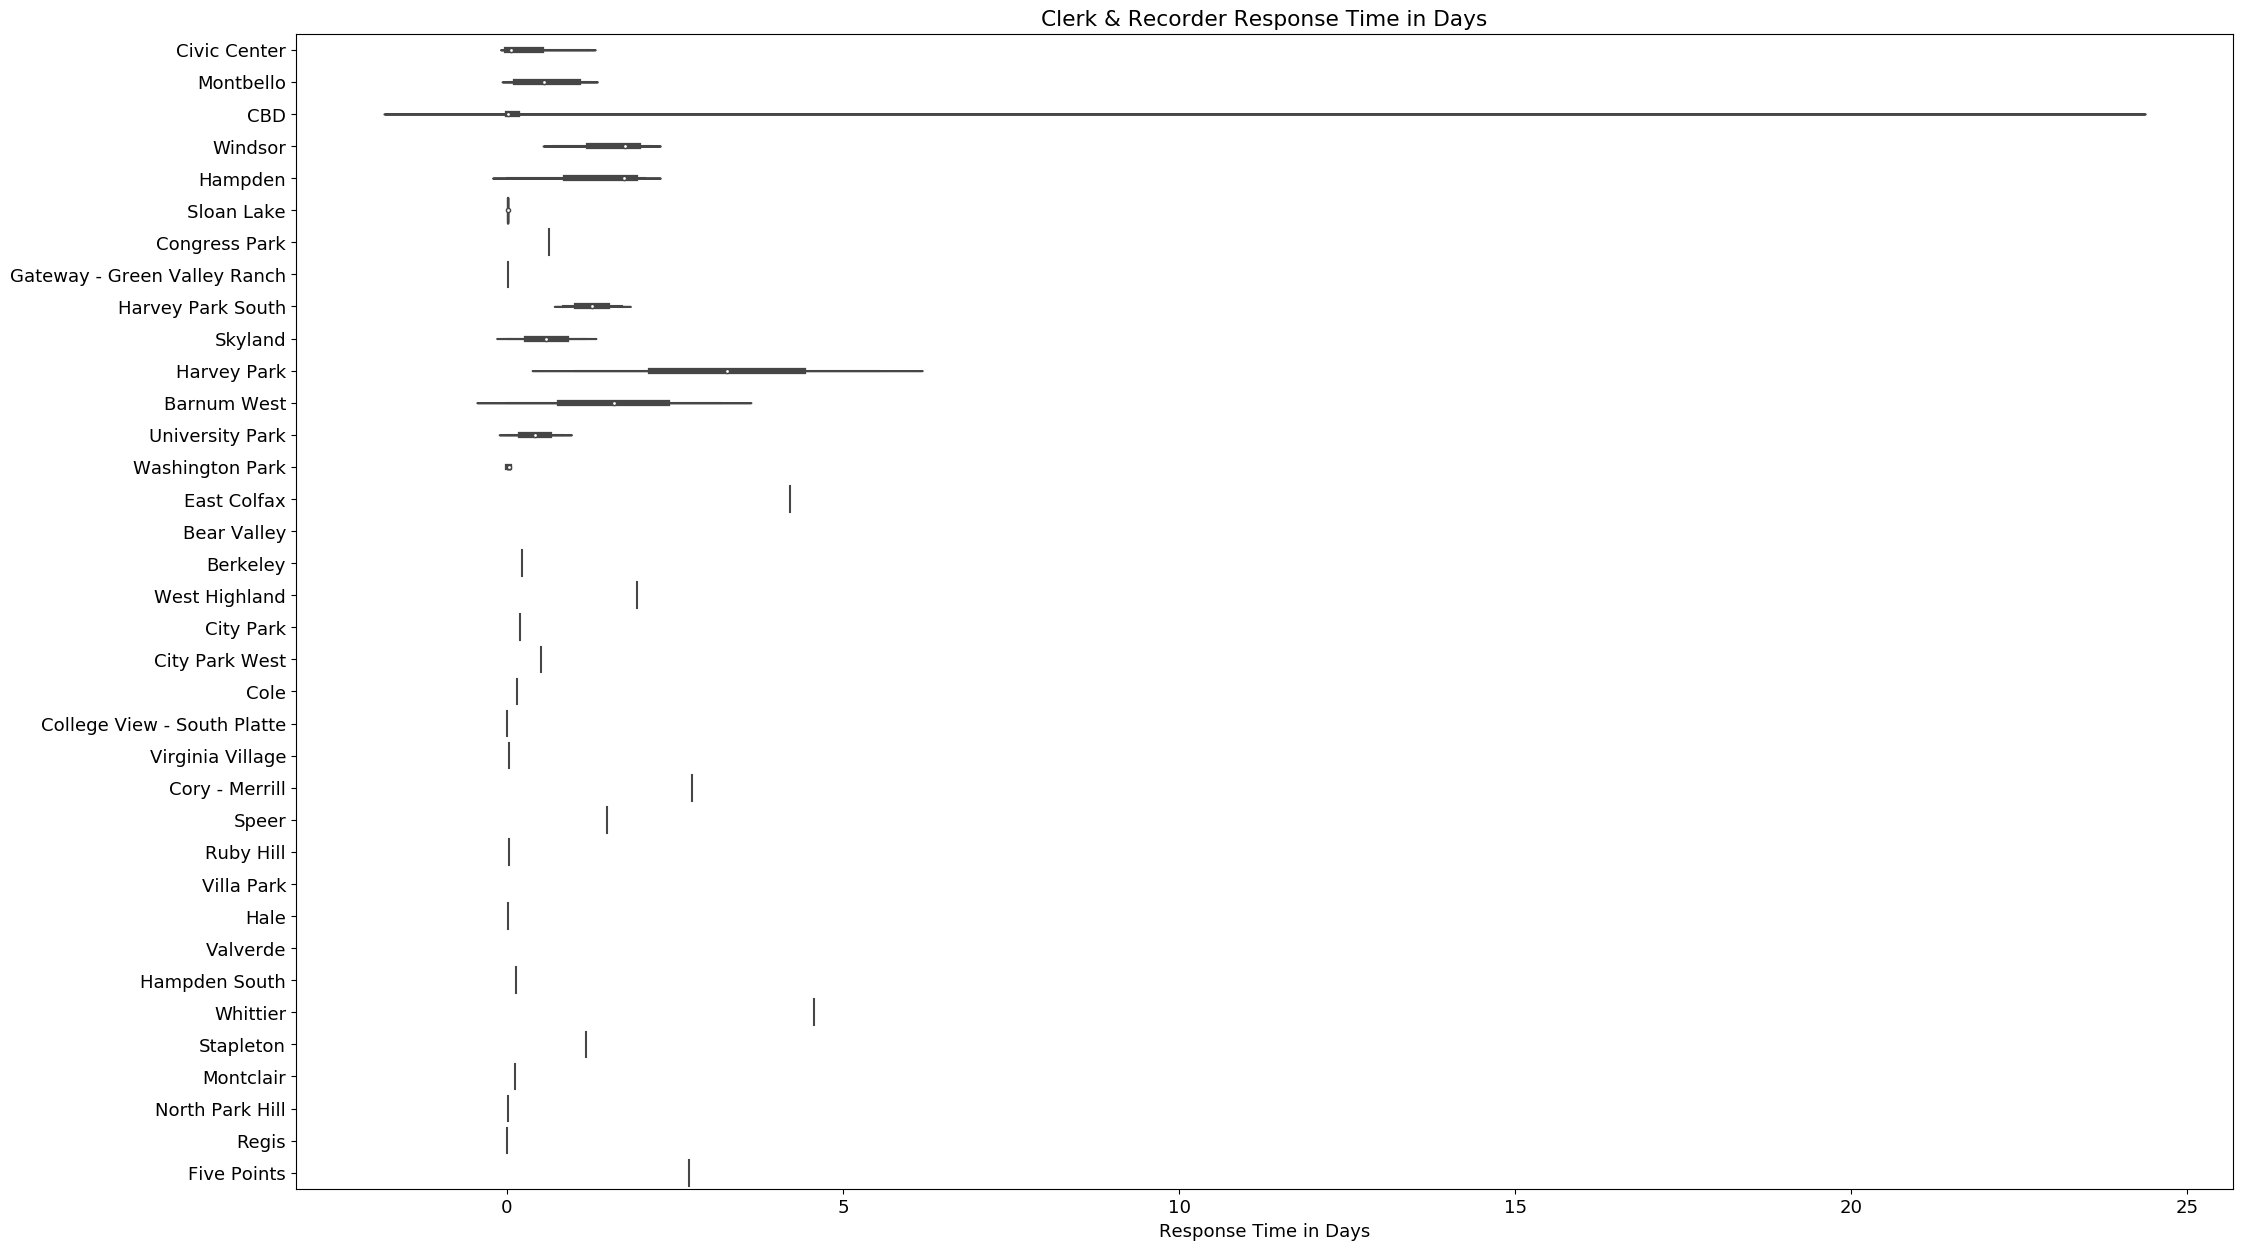 Clerk & Recorder Response Time in Days
Civic Center
Montbello
CBD
Windsor
Hampden
Sloan Lake
Congress Park
Gateway - Green Valley Ranch
Harvey Park South
Skyland
Harvey Park
Barnum West
University Park
Washington Park
East Colfax
Bear Valley
Berkeley
West Highland
City Park
City Park West
Cole
College View - South Platte
Virginia Village
Cory - Merrill
Speer
Ruby Hill
Villa Park
Hale
Valverde
Hampden South
Whittier
Stapleton
Montclair
North Park Hill
Regis
Five Points
0 5 10 15 20 25
Response Time in Days